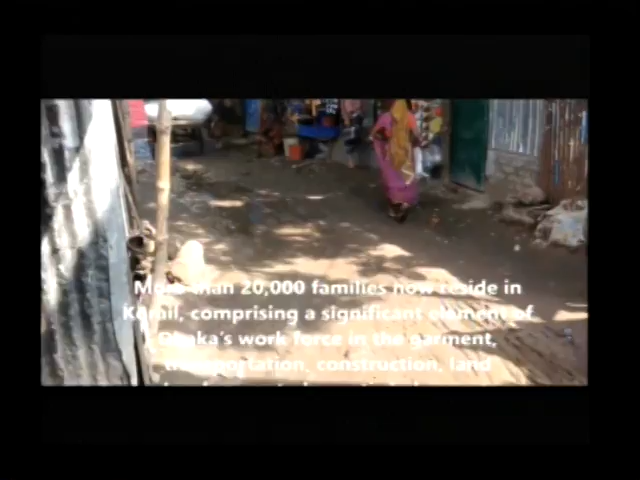 More than 20,000 families now reside in
Korail, comprising a significant element of
Dhaka's work force in the garment,
transportation, construction, land